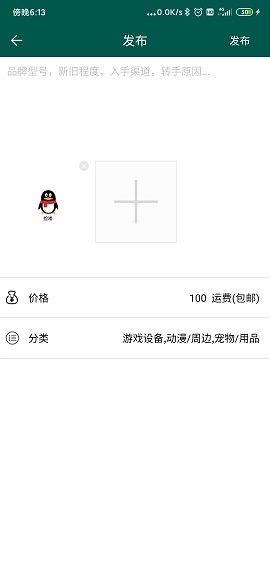 傍晚6:13
...0.0K/s 4G 30
发布
发布
品牌型号，新旧程度，入手渠道，转手原因...
价格
100 运费(包邮)
分类
游戏设备,动漫/周边,宠物/用品